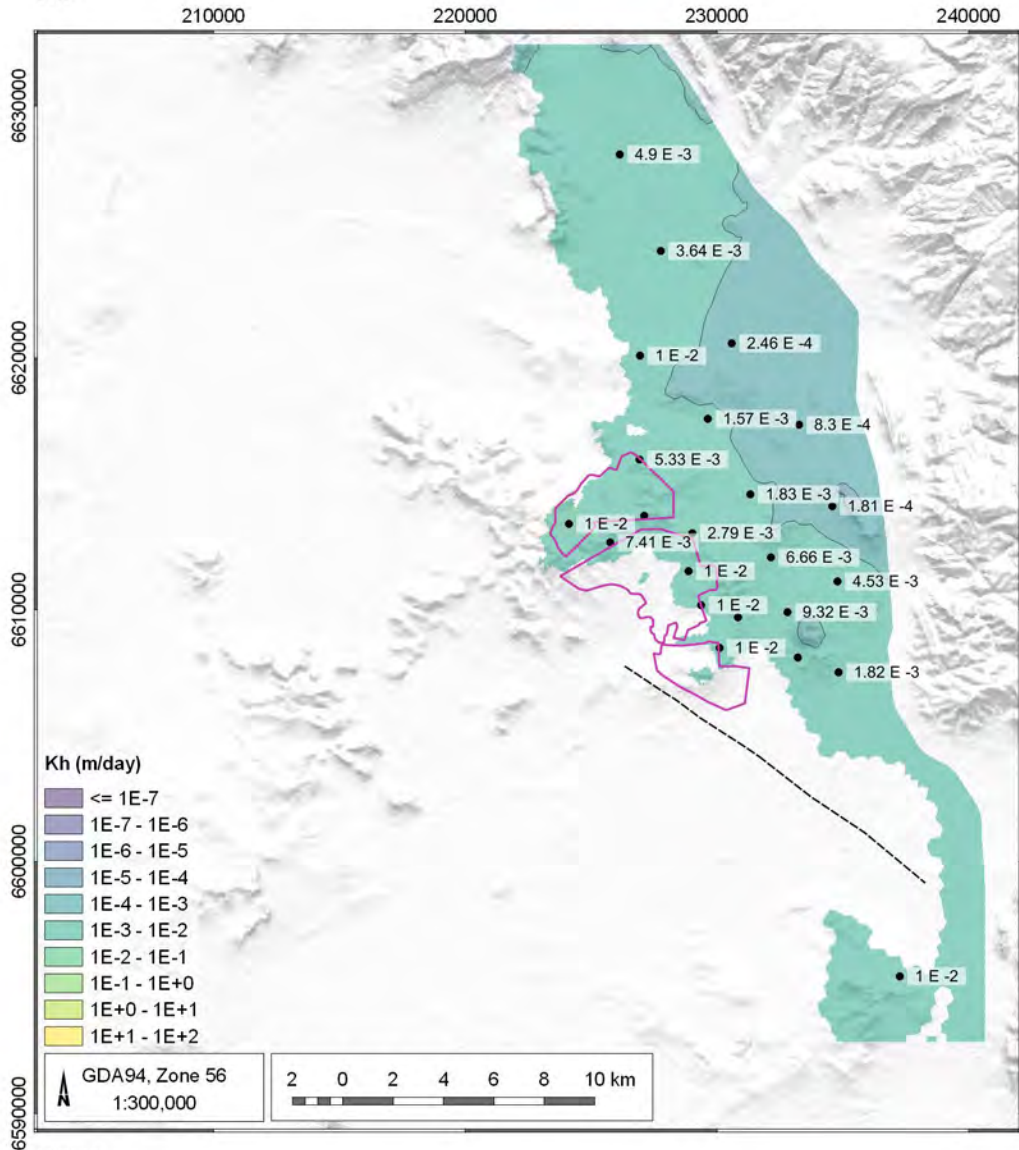 210000 220000 230000 240000
6630000
4.9 E -3
3.64 E -3
2.46 E -4
6620000
1 E -2
1.57 E -3
8.3 E -4
5.33 E -3
1.83 E -3
1.81 E -4
1 E -2
2.79 E -3
7.41 E -3
6.66 E -3
1 E -2
4.53 E -3
6610000
1 E -2
9.32 E -3
1 E -2
1.82 E -3
6600000
1 E -2
6590000
Kh (m/day)
<= 1E-7
1E-7 - 1E-6
1E-6 - 1E-5
1E-5 - 1E-4
1E-4 - 1E-3
1E-3 - 1E-2
1E-2 - 1E-1
1E-1 - 1E+0
1E+0 - 1E+1
1E+1 - 1E+2
N
GDA94, Zone 56
1:300,000
2 0 2 4 6 8 10 km